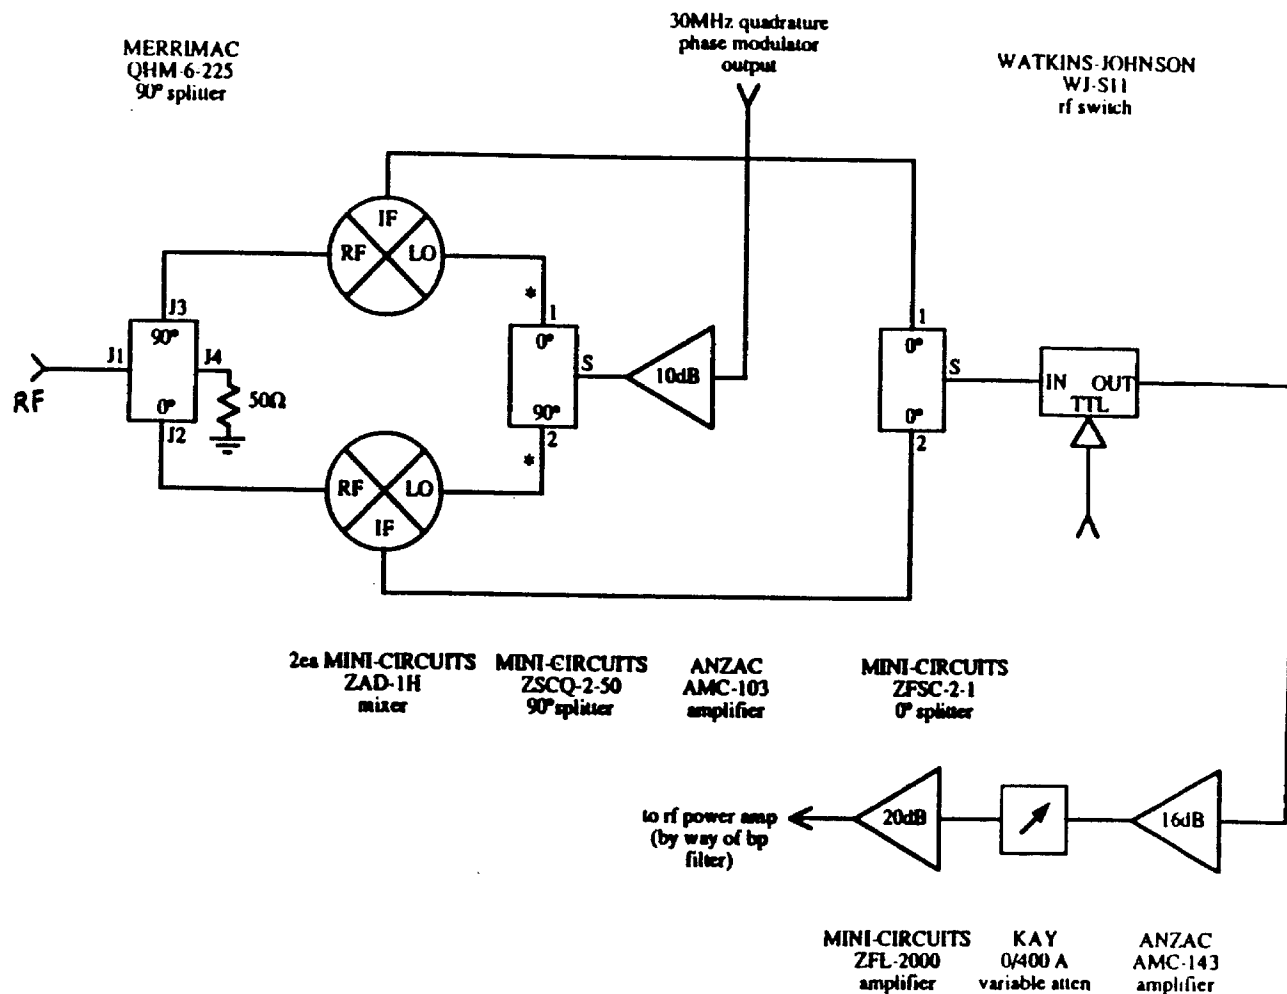 MERRIMAC
QHM-6-225
90° splitter
30MHz quadrature
phase modulator
output
WATKINS-JOHNSON
WJ-S11
rf switch
IF
RF
LO
J3
90°
J1
J4
0°
J2
RF
50Ω
*
1
0°
S
90°
2
*
10dB
RF
LO
IF
1
0°
S
0°
2
IN
OUT
TTL
2ea MINI-CIRCUITS
ZAD-1H
mixer
MINI-CIRCUITS
ZSCQ-2-50
90° splitter
ANZAC
AMC-103
amplifier
MINI-CIRCUITS
ZFSC-2-1
0° splitter
to rf power amp
(by way of bp
filter)
20dB
16dB
MINI-CIRCUITS
ZFL-2000
amplifier
KAY
0/400 A
variable atten
ANZAC
AMC-143
amplifier